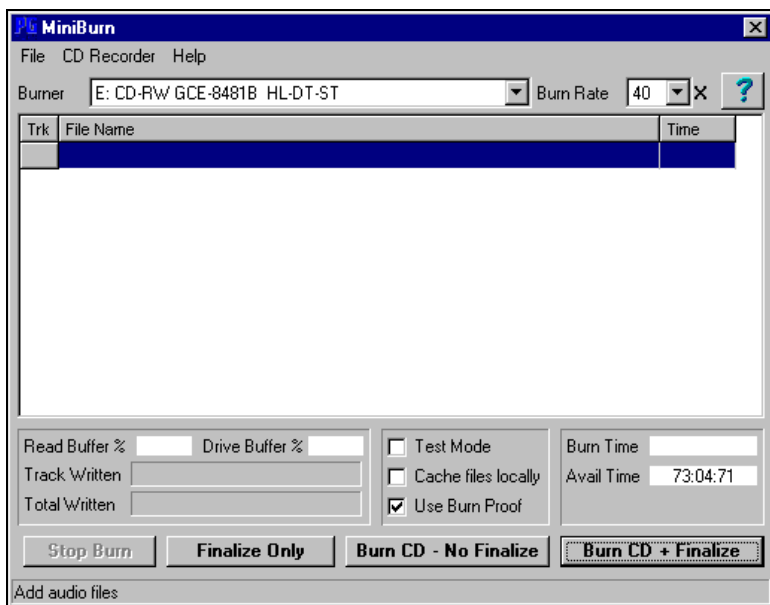 PG MiniBurn
File CD Recorder Help
Burner E: CD-RW GCE-8481B HL-DT-ST Burn Rate 40 X ?
Trk File Name Time
Read Buffer % Drive Buffer % Test Mode Burn Time
Track Written Cache files locally Avail Time 73:04:71
Total Written Use Burn Proof
Stop Burn Finalize Only Burn CD - No Finalize Burn CD + Finalize
Add audio files